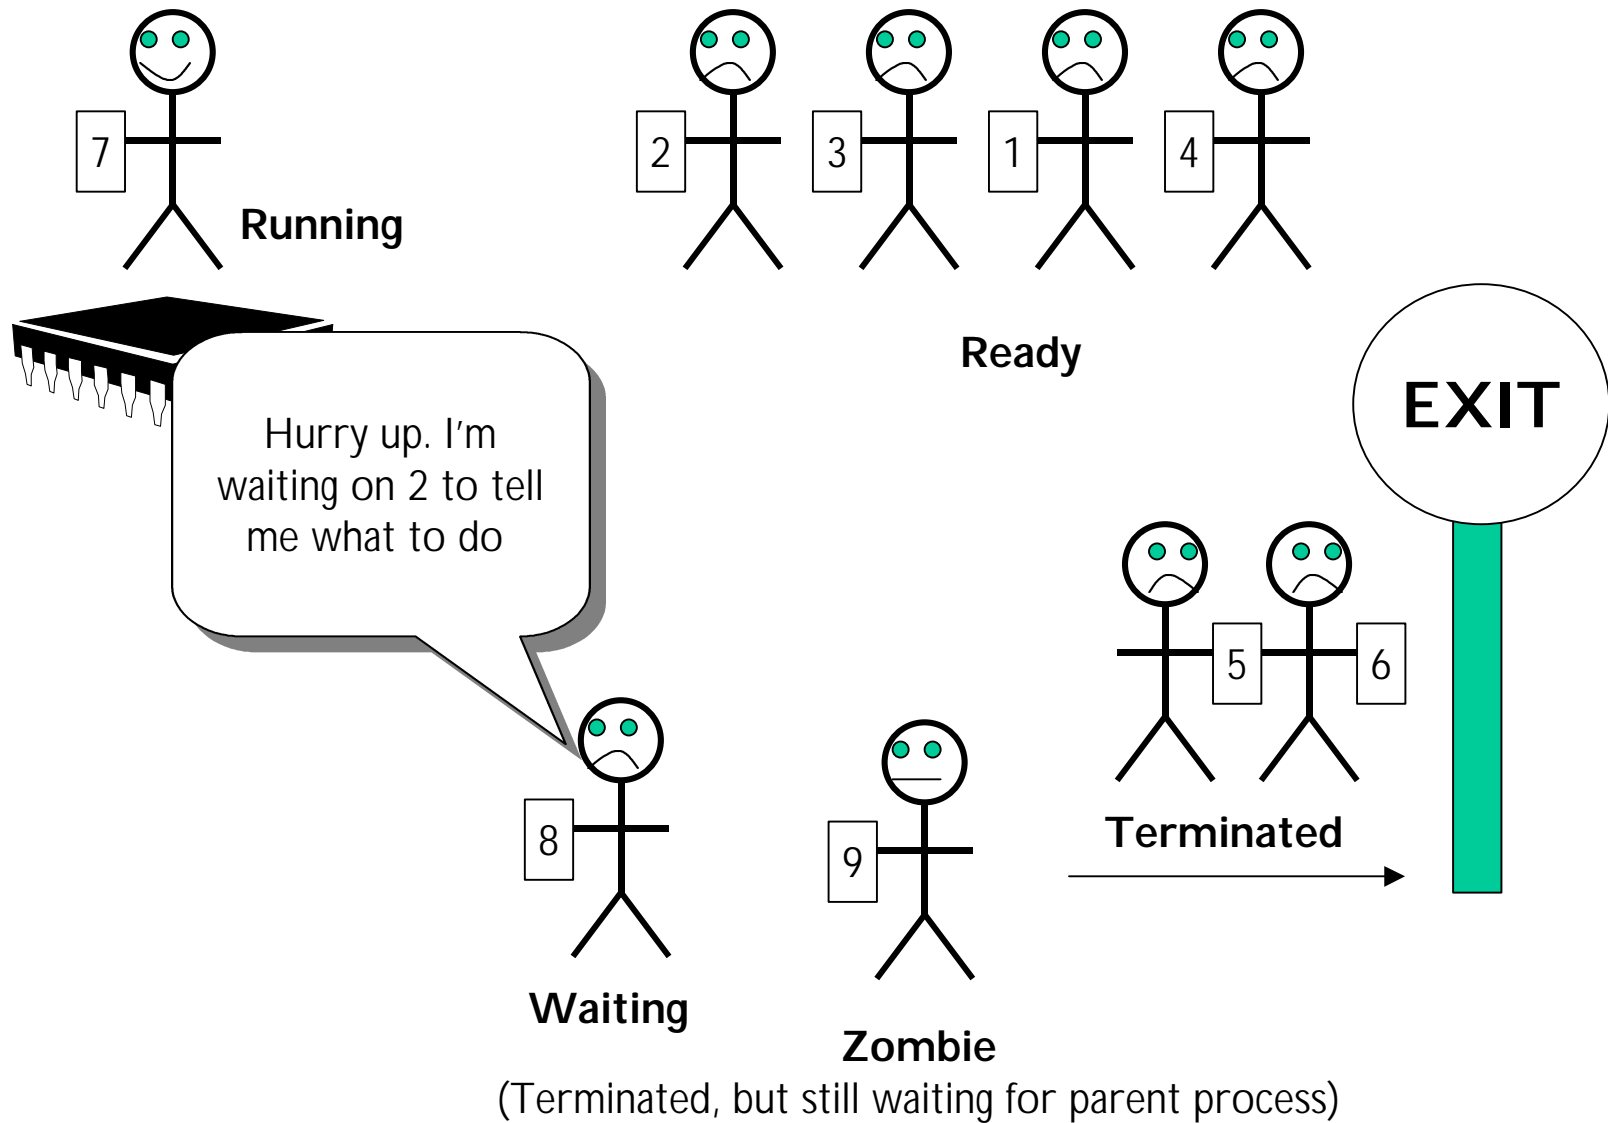 7
2
3
1
4
Running
Ready
EXIT
Hurry up. I'm
waiting on 2 to tell
me what to do
5
6
8
9
Terminated
Waiting
Zombie
(Terminated, but still waiting for parent process)